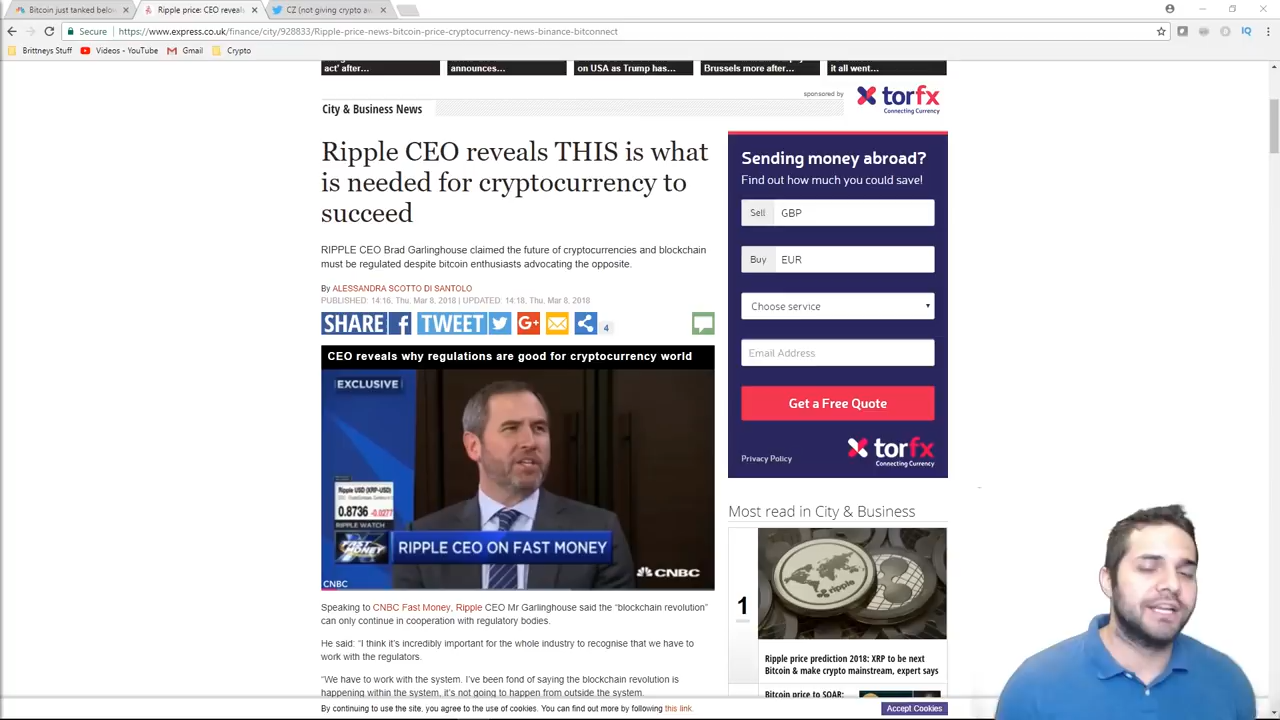 Bitcoin just tanked below
Ripple price: CEO reveals
CZ (not giving crypto aw
Secure
https://www.express.co.uk/finance/city/928833/Ripple-price-news-bitcoin-price-cryptocurrency-news-binance-bitconnect
Brittneys Stuff
Videos - YouTube
Gmail
Crypto
act' after...
announces...
on USA as Trump has...
Brussels more after...
it all went...
sponsored by
torfx
Connecting Currency
City & Business News
Ripple CEO reveals THIS is what
is needed for cryptocurrency to
succeed
RIPPLE CEO Brad Garlinghouse claimed the future of cryptocurrencies and blockchain
must be regulated despite bitcoin enthusiasts advocating the opposite.
By ALESSANDRA SCOTTO DI SANTOLO
PUBLISHED: 14:16, Thu, Mar 8, 2018 | UPDATED: 14:18, Thu, Mar 8, 2018
SHARE
TWEET
G+
4
CEO reveals why regulations are good for cryptocurrency world
EXCLUSIVE
Ripple USD (XRP-USD)
0.8736 -0.0277
RIPPLE WATCH
FAST MONEY
RIPPLE CEO ON FAST MONEY
CNBC
CNBC
Speaking to CNBC Fast Money, Ripple CEO Mr Garlinghouse said the “blockchain revolution”
can only continue in cooperation with regulatory bodies.
He said: “I think it’s incredibly important for the whole industry to recognise that we have to
work with the regulators.
“We have to work with the system. I’ve been fond of saying the blockchain revolution is
happening within the system, it’s not going to happen from outside the system.
Sending money abroad?
Find out how much you could save!
Sell
GBP
Buy
EUR
Choose service
Email Address
Get a Free Quote
Privacy Policy
torfx
Connecting Currency
Most read in City & Business
1
ripple
Ripple price prediction 2018: XRP to be next
Bitcoin & make crypto mainstream, expert says
Bitcoin price to SOAR:
By continuing to use the site, you agree to the use of cookies. You can find out more by following this link.
Accept Cookies